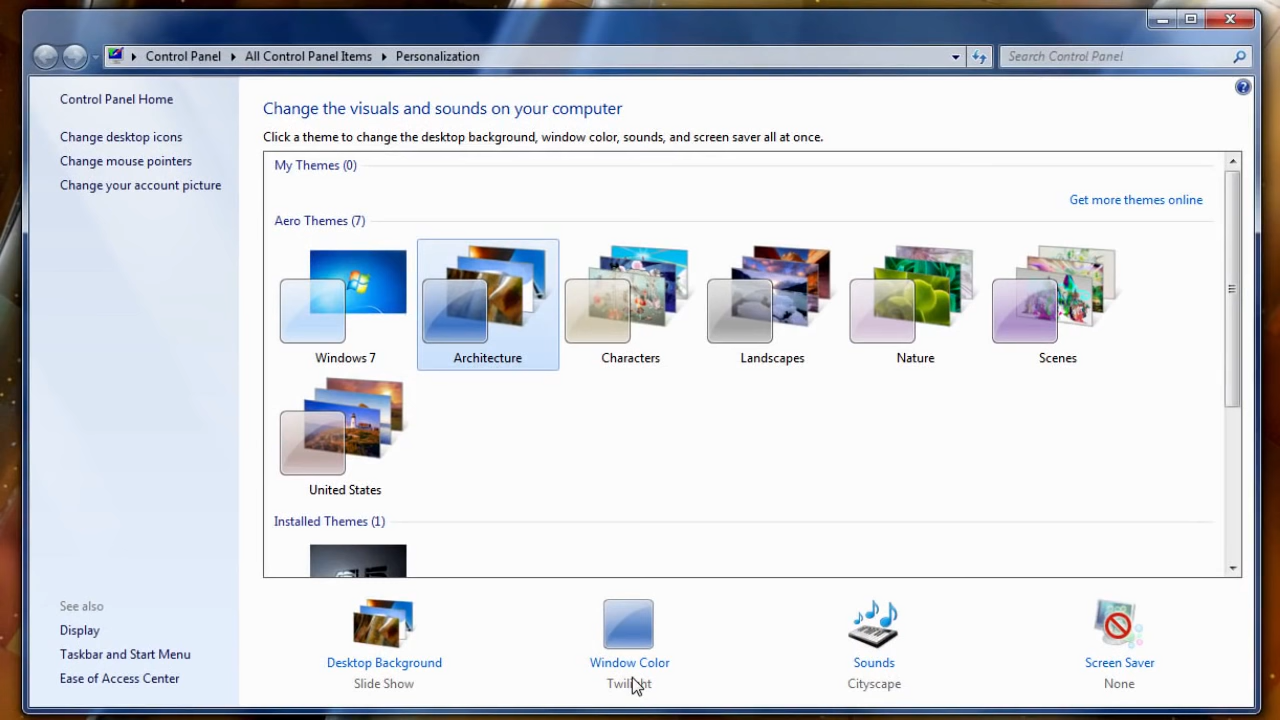 Control Panel
All Control Panel Items
Personalization
Search Control Panel
Control Panel Home
Change desktop icons
Change mouse pointers
Change your account picture
Change the visuals and sounds on your computer
Click a theme to change the desktop background, window color, sounds, and screen saver all at once.
My Themes (0)
Get more themes online
Aero Themes (7)
Windows 7
Architecture
Characters
Landscapes
Nature
Scenes
United States
Installed Themes (1)
See also
Display
Taskbar and Start Menu
Ease of Access Center
Desktop Background
Slide Show
Window Color
Twilight
Sounds
Cityscape
Screen Saver
None